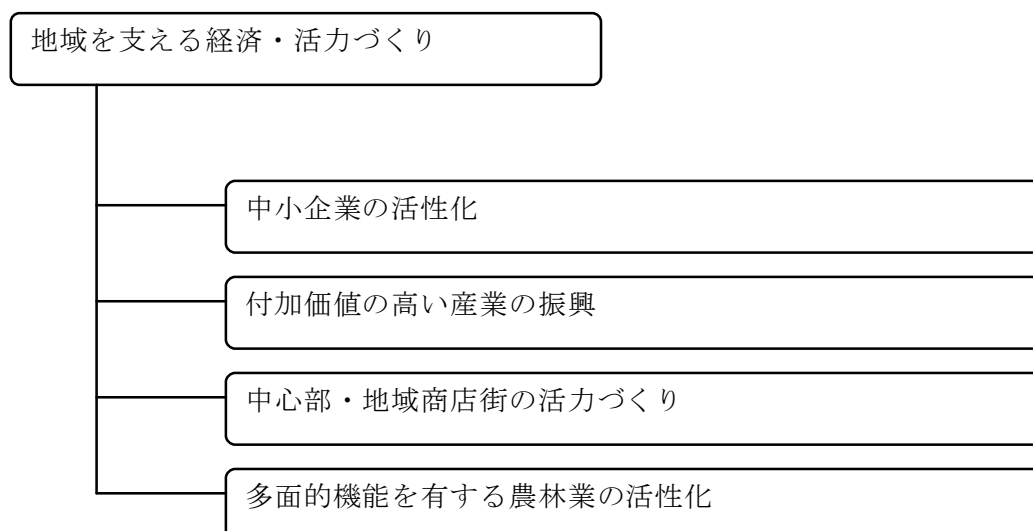 地域を支える経済・活力づくり
中小企業の活性化
付加価値の高い産業の振興
中心部・地域商店街の活力づくり
多面的機能を有する農林業の活性化